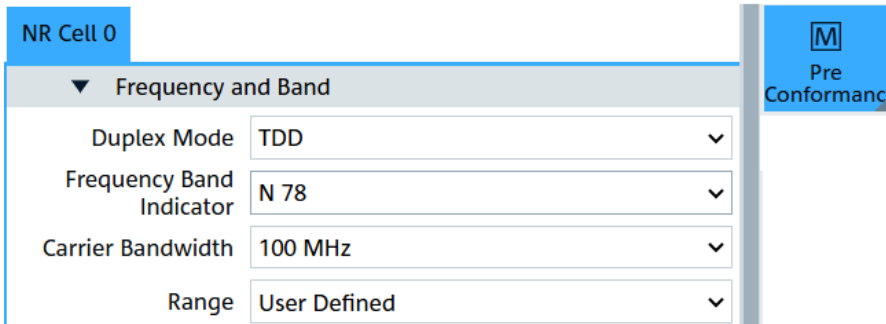 NR Cell 0
M
Pre
Conformanc
Frequency and Band
Duplex Mode TDD
Frequency Band
Indicator N 78
Carrier Bandwidth 100 MHz
Range User Defined